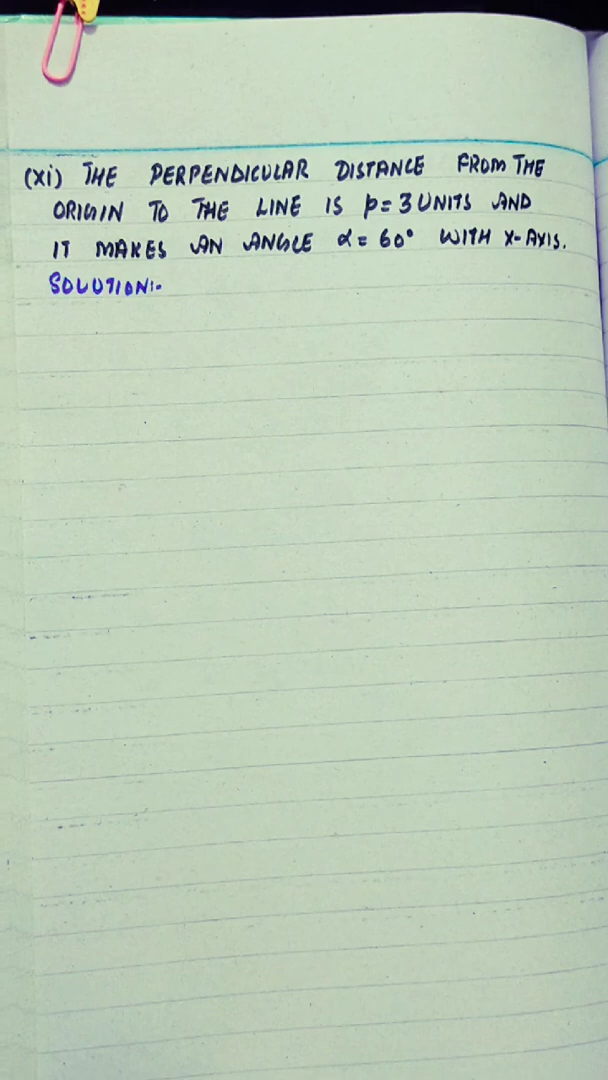 (xi) THE PERPENDICULAR DISTANCE FROM THE
ORIGIN TO THE LINE IS p = 3 UNITS AND
IT MAKES AN ANGLE α = 60° WITH X-AXIS.
SOLUTION:-